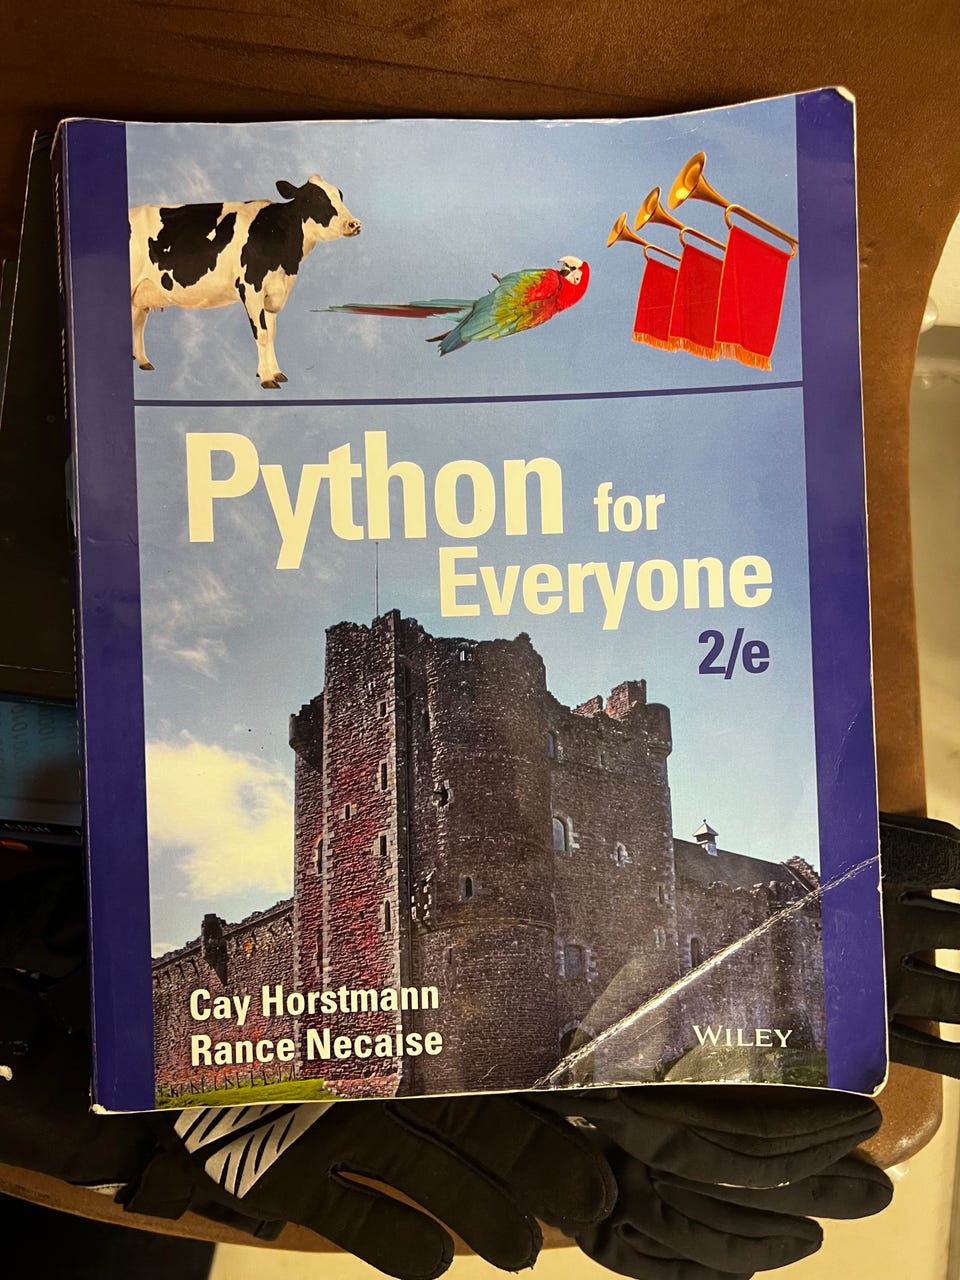 Python for
Everyone
2/e
Cay Horstmann
Rance Necaise
WILEY